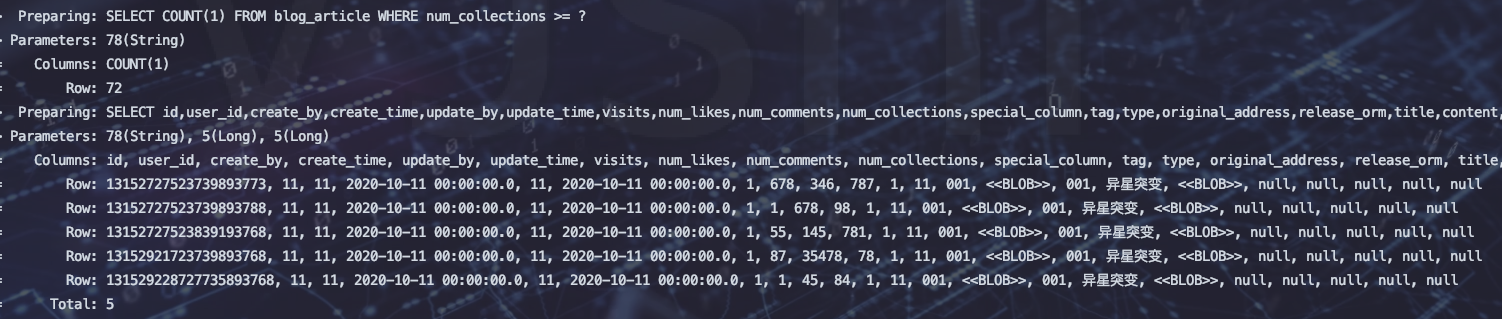 Preparing: SELECT COUNT(1) FROM blog_article WHERE num_collections >= ?
Parameters: 78(String)
Columns: COUNT(1)
Row: 72
Preparing: SELECT id,user_id,create_by,create_time,update_by,update_time,visits,num_likes,num_comments,num_collections,special_column,tag,type,original_address,release_orm,title,content,
Parameters: 78(String), 5(Long), 5(Long)
Columns: id, user_id, create_by, create_time, update_by, update_time, visits, num_likes, num_comments, num_collections, special_column, tag, type, original_address, release_orm, title,
Row: 13152727523739893773, 11, 11, 2020-10-11 00:00:00.0, 11, 2020-10-11 00:00:00.0, 1, 678, 346, 787, 1, 11, 001, <<BLOB>>, 001, 异星突变, <<BLOB>>, null, null, null, null, null
Row: 13152727523739893788, 11, 11, 2020-10-11 00:00:00.0, 11, 2020-10-11 00:00:00.0, 1, 1, 678, 98, 1, 11, 001, <<BLOB>>, 001, 异星突变, <<BLOB>>, null, null, null, null, null
Row: 13152727523839193768, 11, 11, 2020-10-11 00:00:00.0, 11, 2020-10-11 00:00:00.0, 1, 55, 145, 781, 1, 11, 001, <<BLOB>>, 001, 异星突变, <<BLOB>>, null, null, null, null, null
Row: 13152921723739893768, 11, 11, 2020-10-11 00:00:00.0, 11, 2020-10-11 00:00:00.0, 1, 87, 35478, 78, 1, 11, 001, <<BLOB>>, 001, 异星突变, <<BLOB>>, null, null, null, null, null
Row: 131529228727735893768, 11, 11, 2020-10-11 00:00:00.0, 11, 2020-10-11 00:00:00.0, 1, 1, 45, 84, 1, 11, 001, <<BLOB>>, 001, 异星突变, <<BLOB>>, null, null, null, null, null
Total: 5